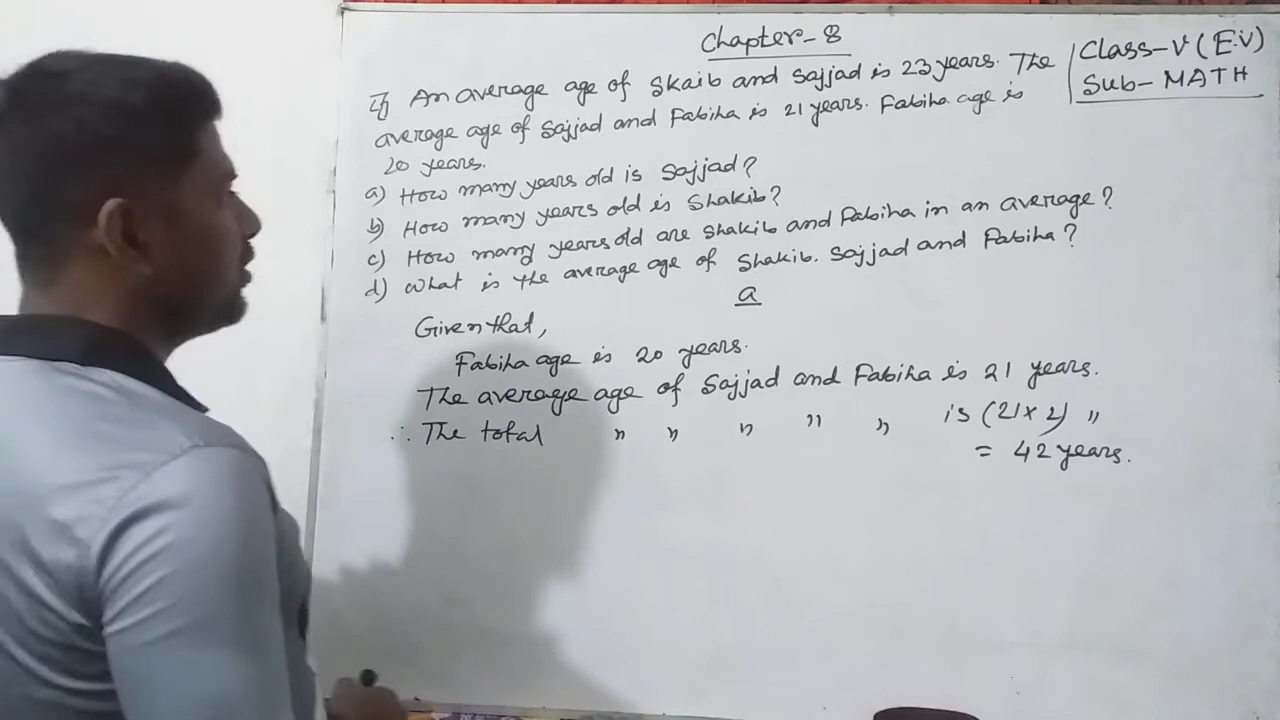 Chapter-8
Class-V (E.V)
Sub-MATH
An average age of Skaib and Sajjad is 23 years. The
average age of Sajjad and Fabiha is 21 years. Fabiha age is
20 years.
a) How many years old is Sajjad?
b) How many years old is Shakib?
c) How many years old are Shakib and Fabiha in an average?
d) What is the average age of Shakib. Sajjad and Fabiha?
a
Given that,
Fabiha age is 20 years.
The average age of Sajjad and Fabiha is 21 years.
∴ The total " " " " " is (21×2) "
= 42 years.